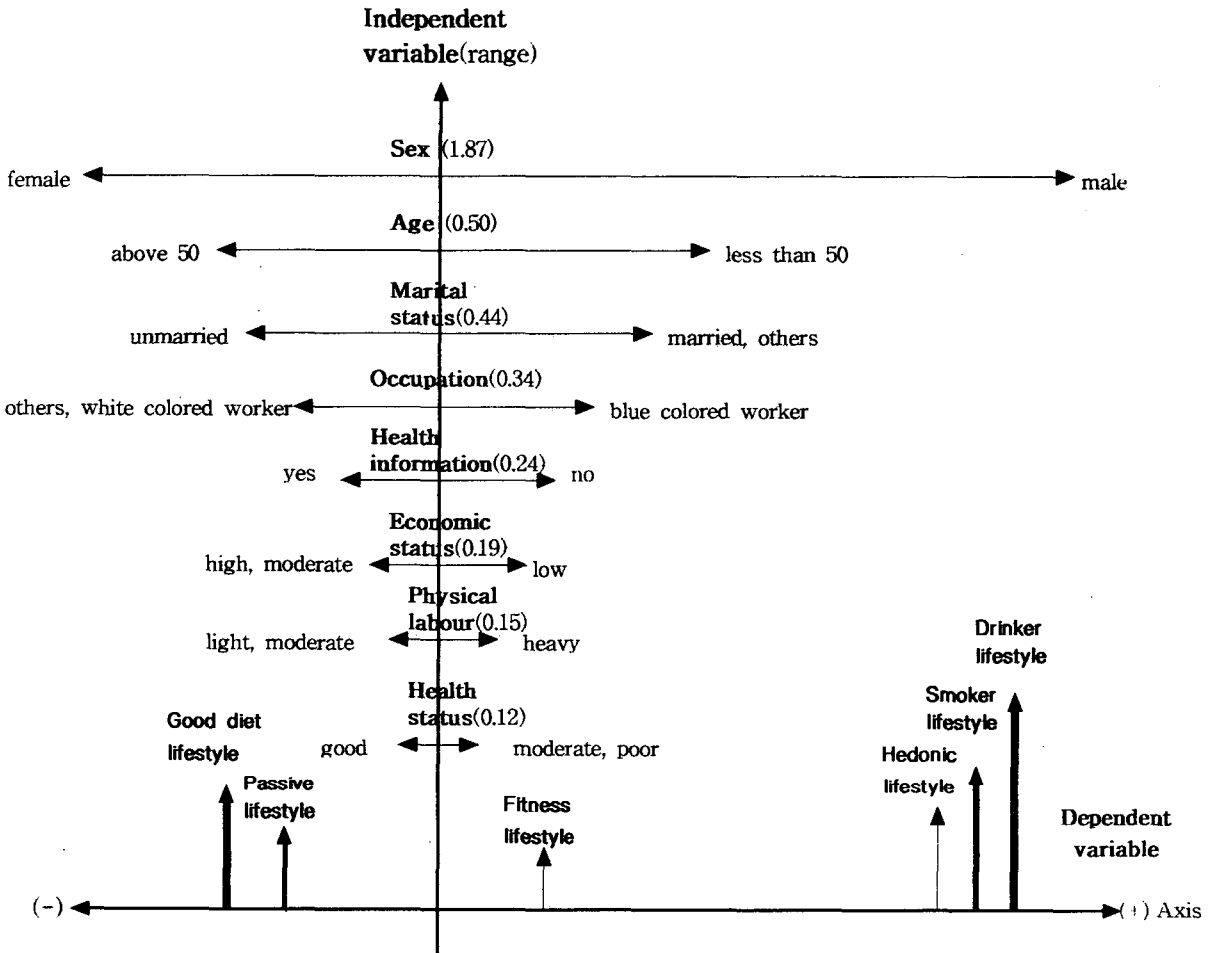 Independent
variable(range)
Sex (1.87)
female
male
Age (0.50)
above 50
less than 50
Marital
status(0.44)
unmarried
married, others
Occupation(0.34)
others, white colored worker
blue colored worker
Health
information(0.24)
yes
no
Economic
status(0.19)
high, moderate
low
Physical
labour(0.15)
light, moderate
heavy
Health
status(0.12)
good
moderate, poor
Good diet
lifestyle
Passive
lifestyle
Fitness
lifestyle
Hedonic
lifestyle
Smoker
lifestyle
Drinker
lifestyle
Dependent
variable
(-)
(+) Axis